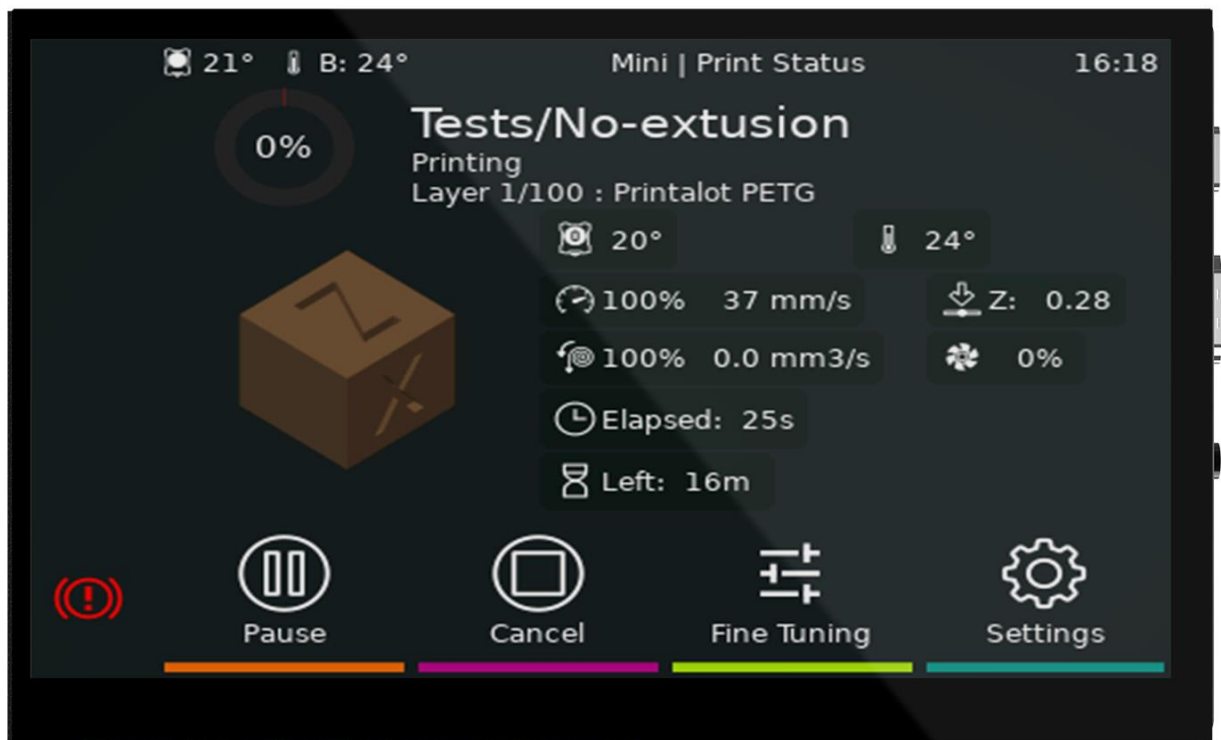 21° B: 24° Mini | Print Status 16:18
0%
Tests/No-extusion
Printing
Layer 1/100 : Printalot PETG
20° 24°
100% 37 mm/s Z: 0.28
100% 0.0 mm3/s 0%
Elapsed: 25s
Left: 16m
Z
X
Pause Cancel Fine Tuning Settings